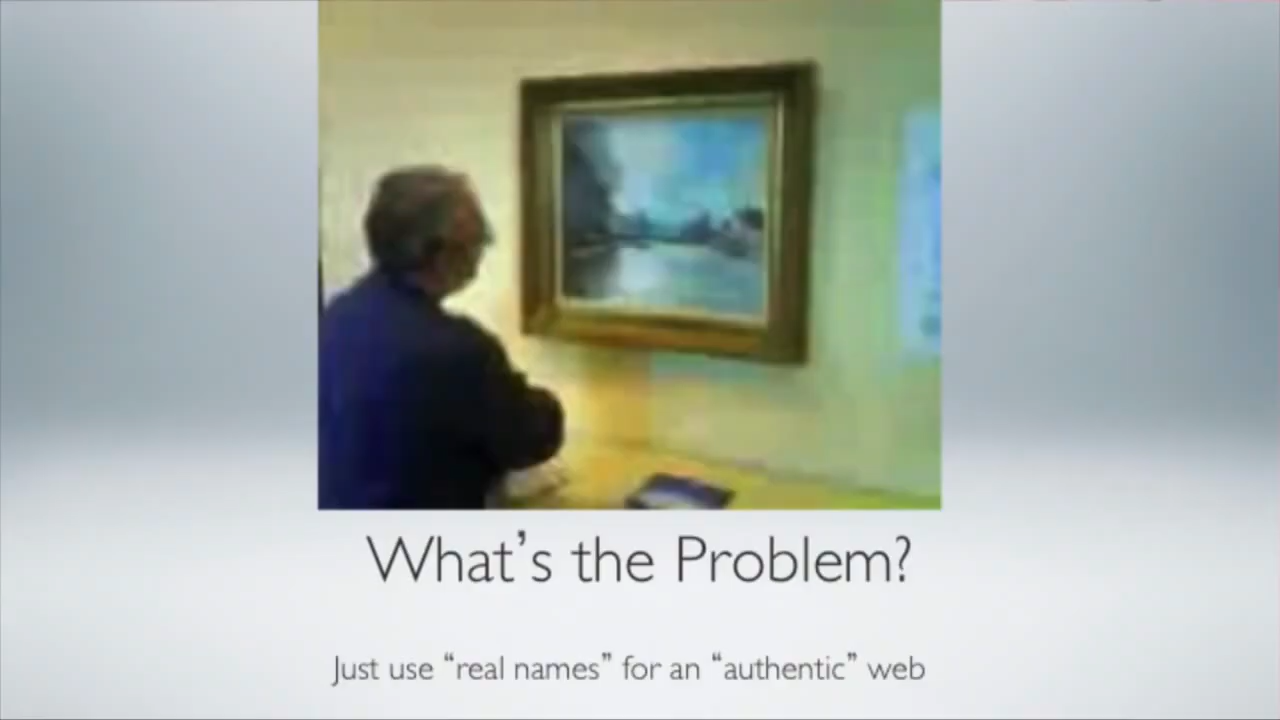 What’s the Problem?
Just use “real names” for an “authentic” web